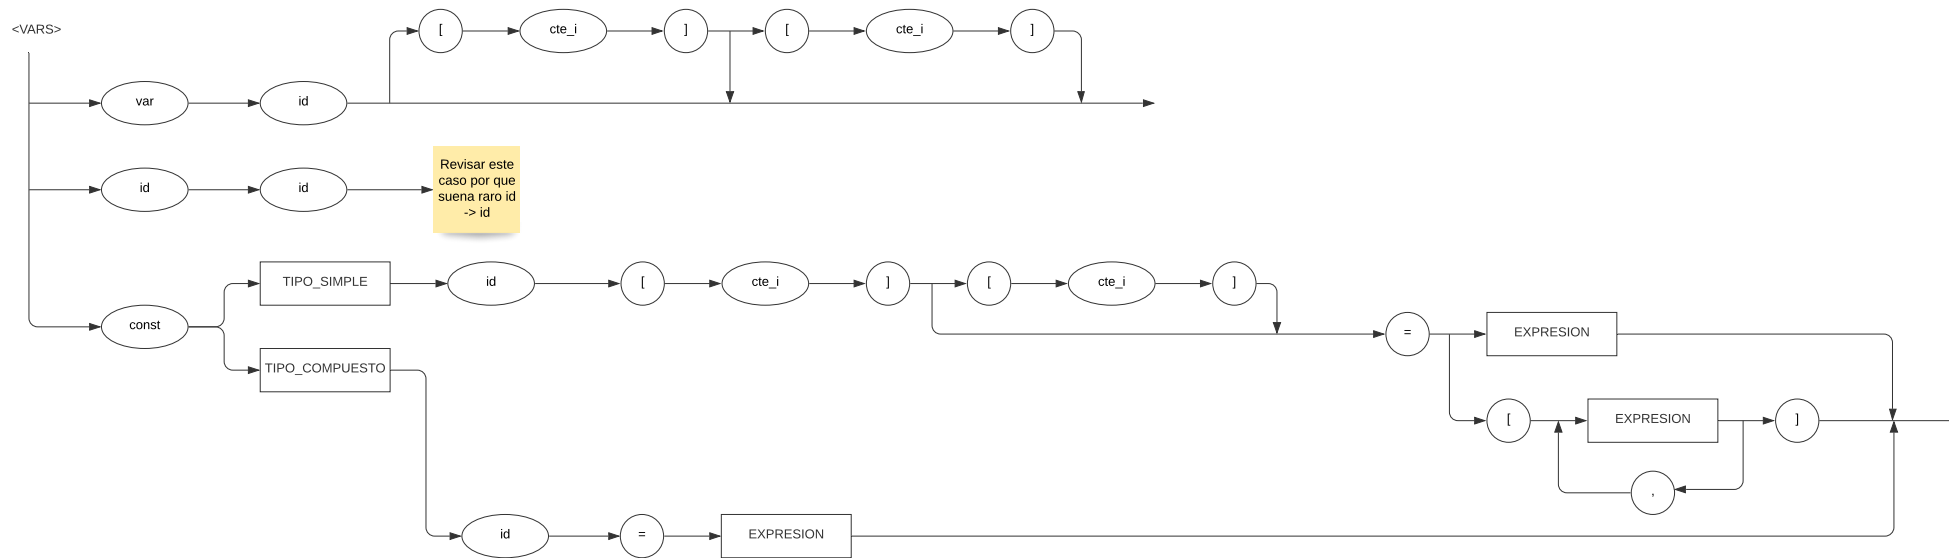 <VARS>
[ cte_i ] [ cte_i ]
var id
id id
Revisar este
caso por que
suena raro id
-> id
TIPO_SIMPLE id [ cte_i ] [ cte_i ]
const
= EXPRESION
TIPO_COMPUESTO
[ EXPRESION ]
,
id = EXPRESION